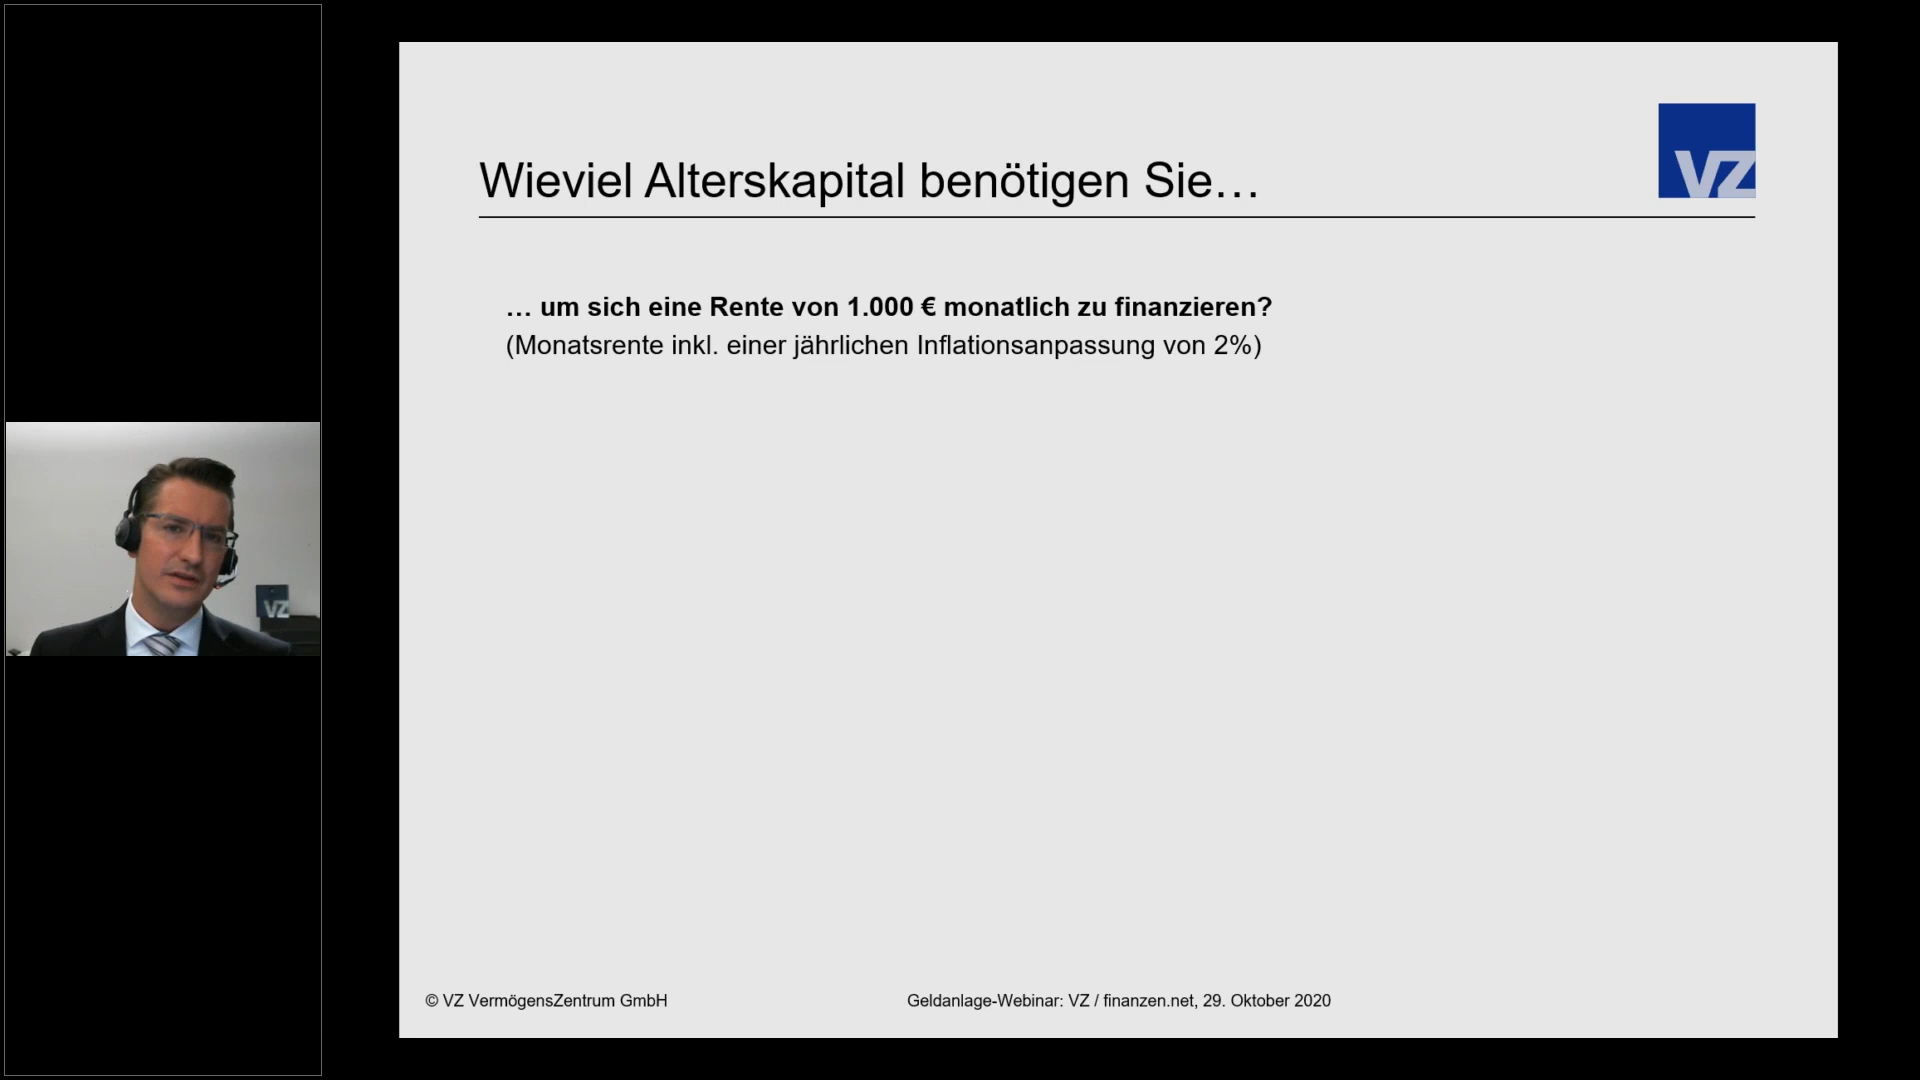 VZ
Wieviel Alterskapital benötigen Sie…
… um sich eine Rente von 1.000 € monatlich zu finanzieren?
(Monatsrente inkl. einer jährlichen Inflationsanpassung von 2%)
VZ
© VZ VermögensZentrum GmbH
Geldanlage-Webinar: VZ / finanzen.net, 29. Oktober 2020